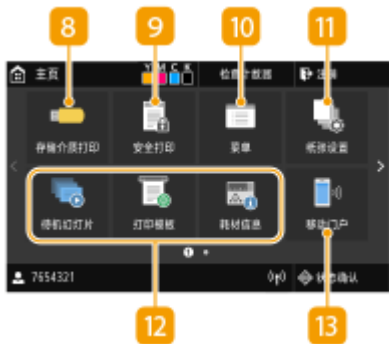 8 9 10 11
主页 Y M C K 检查计数器 注销
存储介质打印 安全打印 菜单 纸张设置
待机幻灯片 打印模板 耗材信息 移动门户
7654321 状态确认
12 13